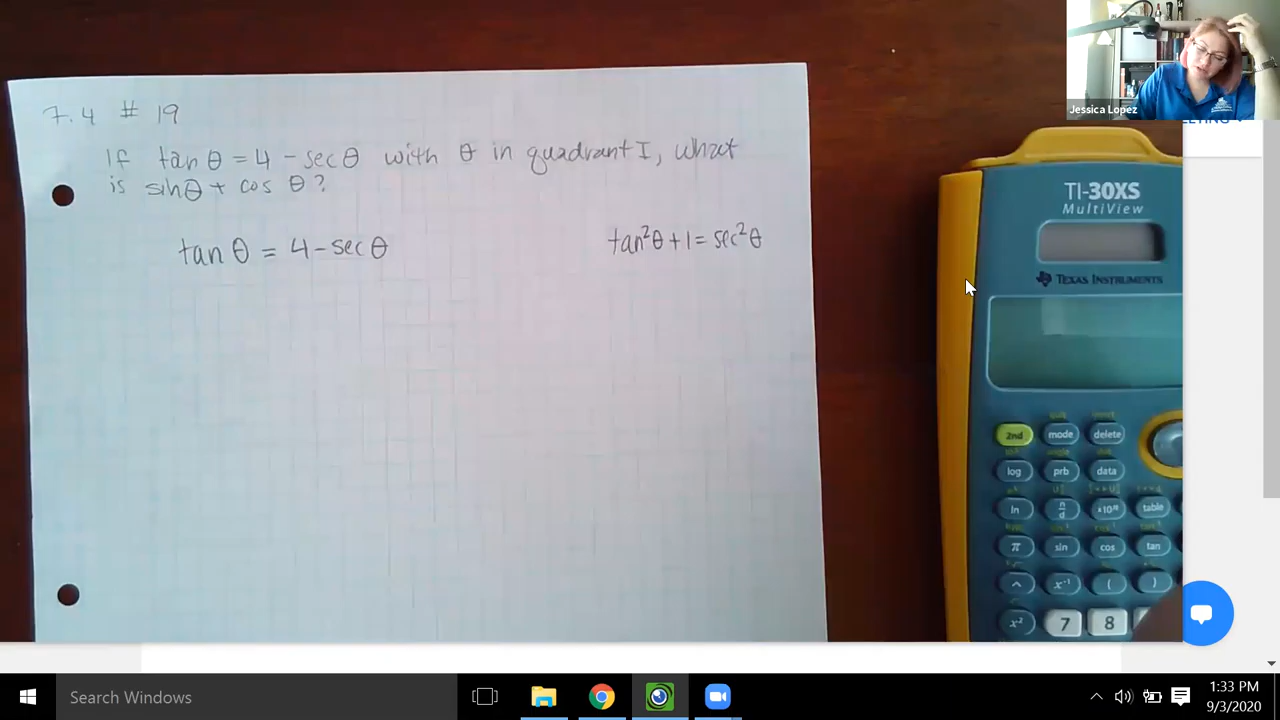 7.4 # 19
If tan θ = 4 - sec θ with θ in quadrant I, what
is sin θ + cos θ?
tan θ = 4 - sec θ
tan²θ + 1 = sec²θ
Jessica Lopez
TI-30XS
MultiView
TEXAS INSTRUMENTS
2nd
mode
delete
log
prb
data
ln
n/d
×10ⁿ
table
π
sin
cos
tan
^
x⁻¹
(
)
x²
7
8
Search Windows
1:33 PM
9/3/2020